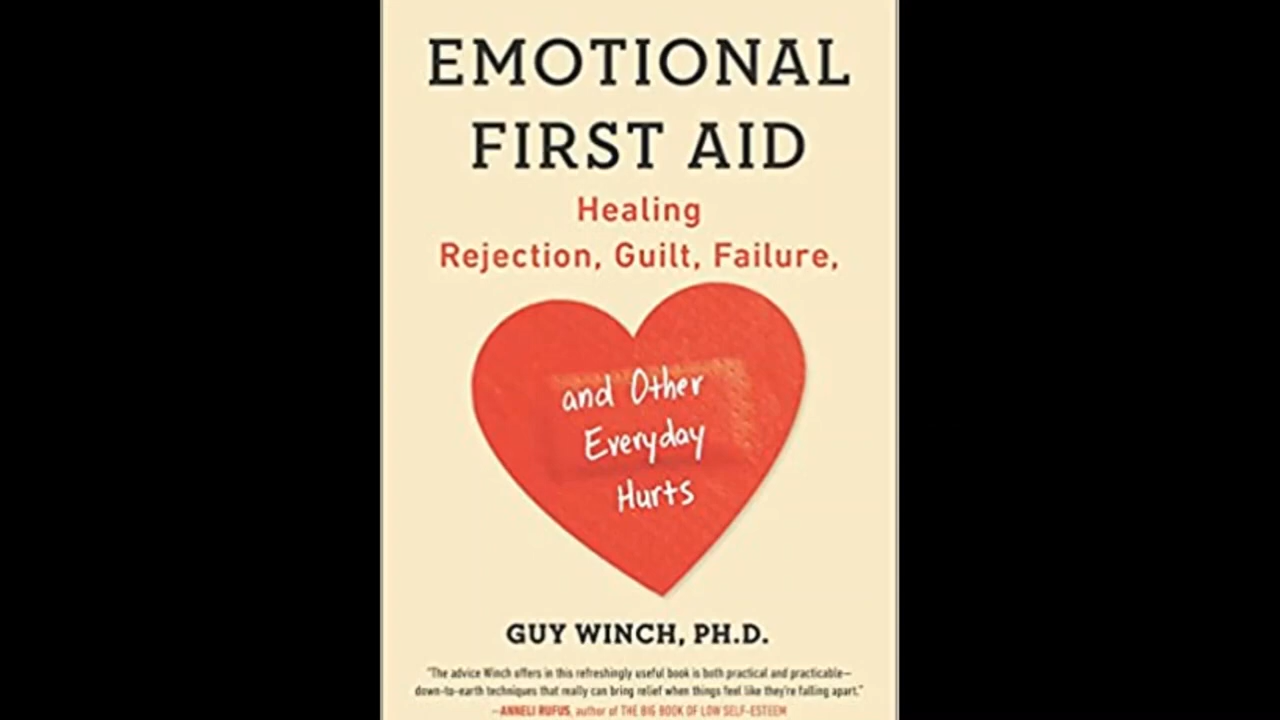 EMOTIONAL
FIRST AID
Healing
Rejection, Guilt, Failure,
and Other
Everyday
Hurts
GUY WINCH, PH.D.
"The advice Winch offers in this refreshingly useful book is both practical and practicable—
down-to-earth techniques that really can bring relief when things feel like they're falling apart."
—ANNELI RUFUS, author of THE BIG BOOK OF LOW SELF-ESTEEM